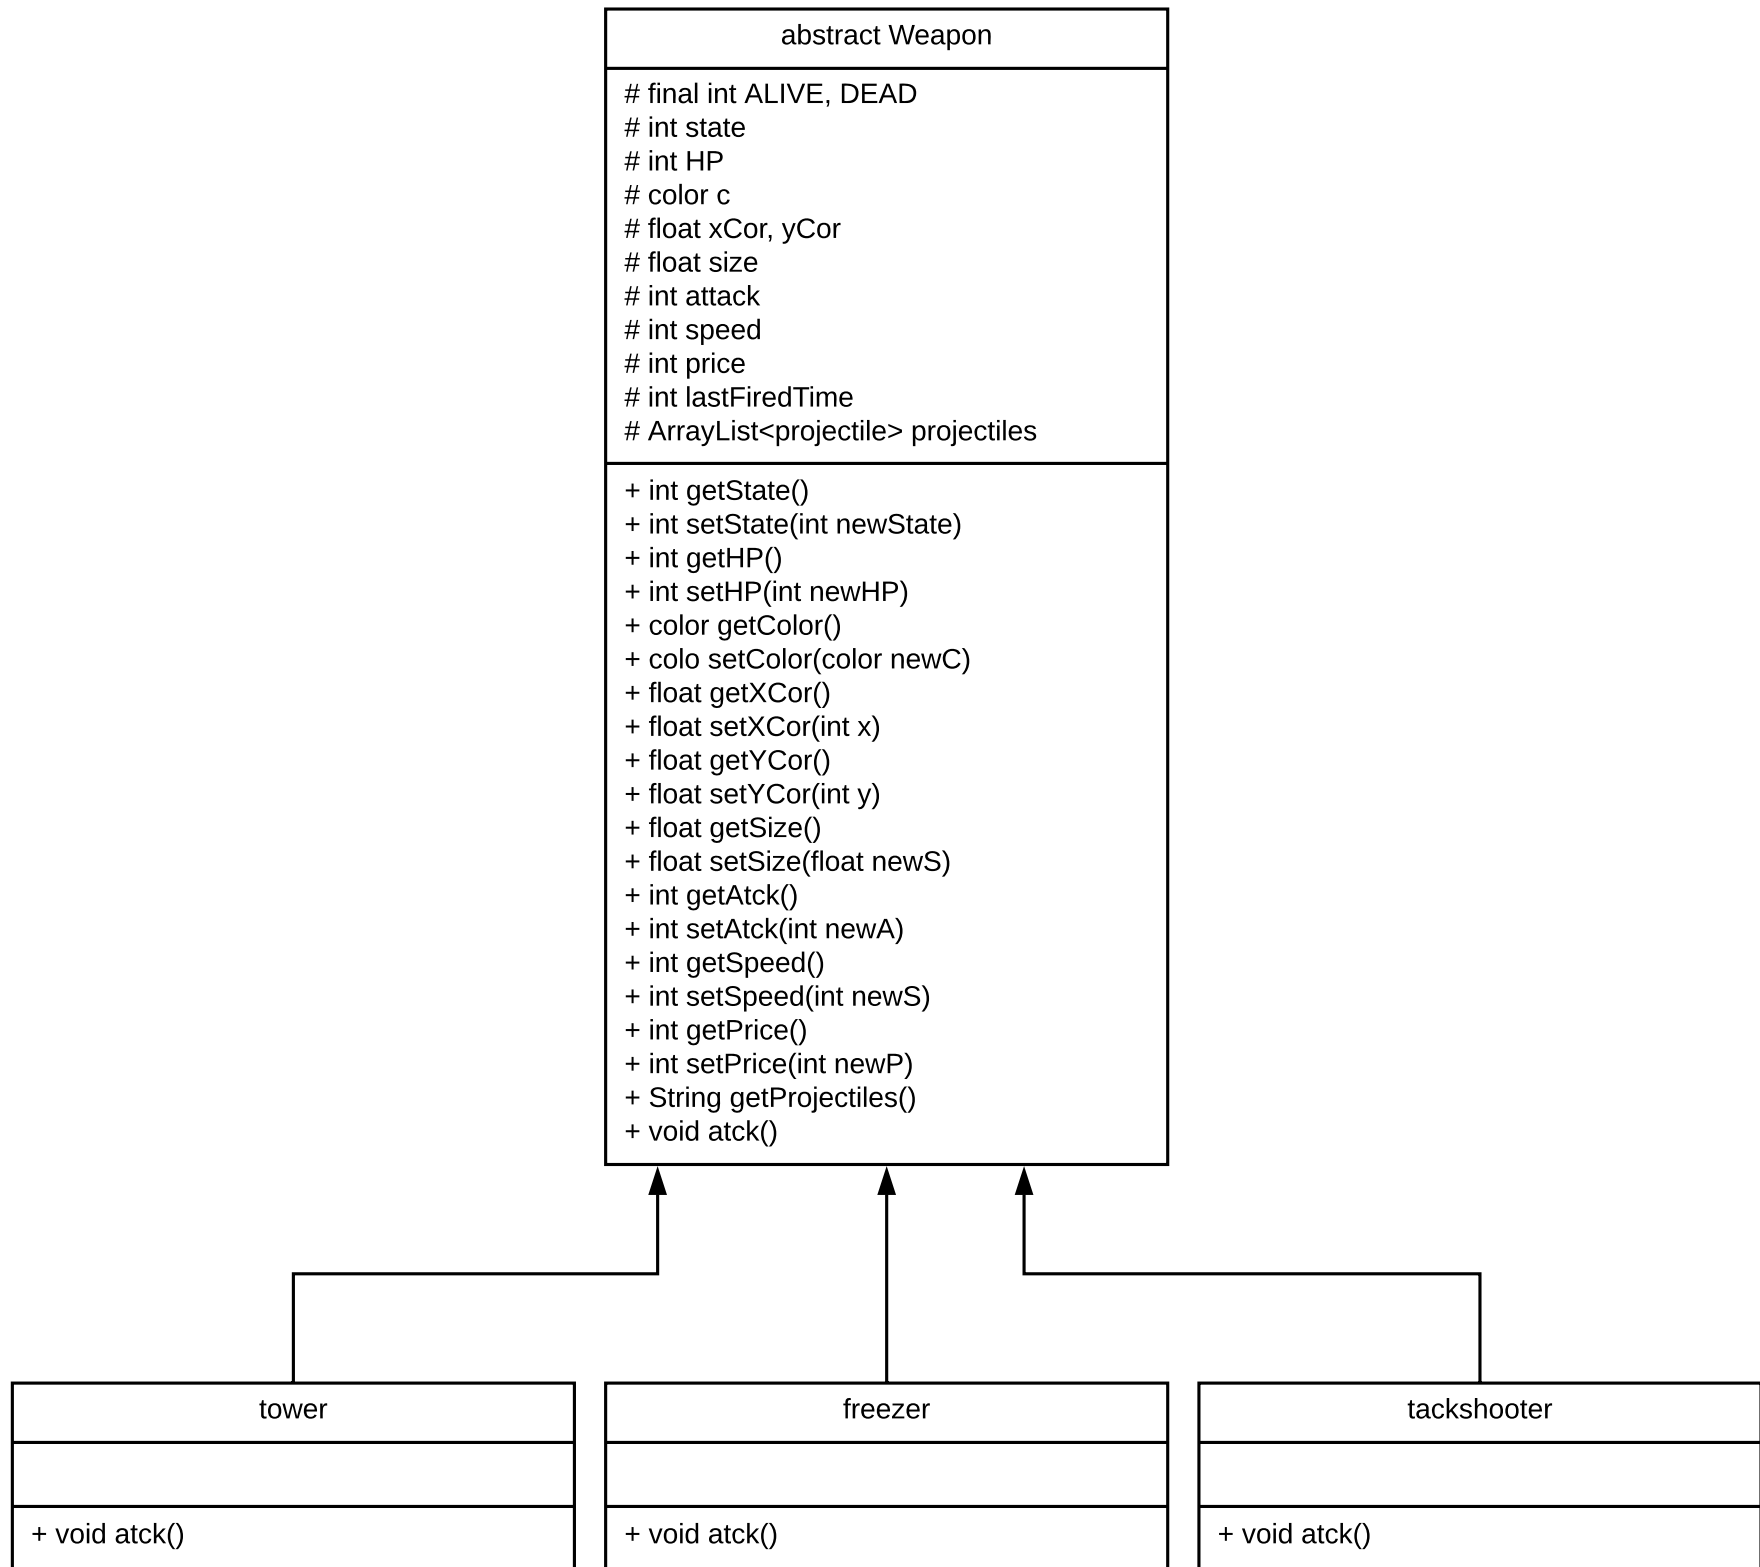 abstract Weapon
# final int ALIVE, DEAD
# int state
# int HP
# color c
# float xCor, yCor
# float size
# int attack
# int speed
# int price
# int lastFiredTime
# ArrayList<projectile> projectiles
+ int getState()
+ int setState(int newState)
+ int getHP()
+ int setHP(int newHP)
+ color getColor()
+ colo setColor(color newC)
+ float getXCor()
+ float setXCor(int x)
+ float getYCor()
+ float setYCor(int y)
+ float getSize()
+ float setSize(float newS)
+ int getAtck()
+ int setAtck(int newA)
+ int getSpeed()
+ int setSpeed(int newS)
+ int getPrice()
+ int setPrice(int newP)
+ String getProjectiles()
+ void atck()
tower
+ void atck()
freezer
+ void atck()
tackshooter
+ void atck()